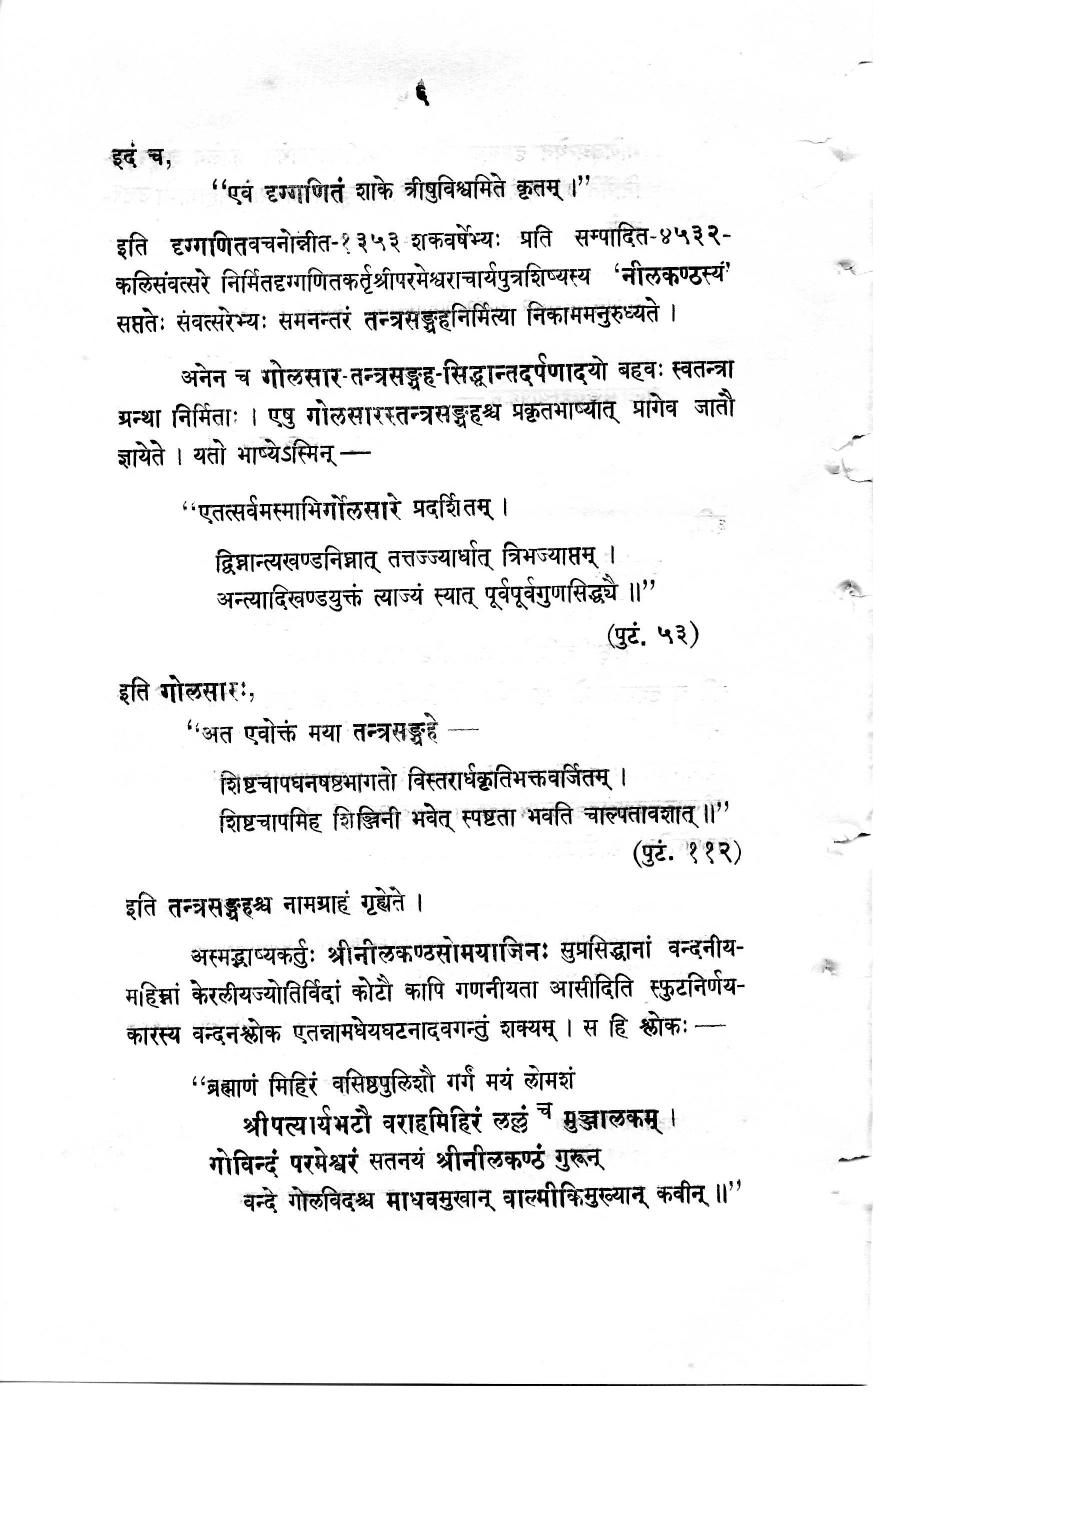 ६
इदं च,
“एवं दृग्गणितं शाके त्रीषुविश्वमिते कृतम् ।”
इति दृग्गणितवचनोन्नीत-१३५३ शकवर्षेभ्यः प्रति सम्पादित-४५३२-
कलिसंवत्सरे निर्मितदृग्गणितकर्तृश्रीपरमेश्वराचार्यपुत्रशिष्यस्य ‘नीलकण्ठस्य’
सप्ततेः संवत्सरेभ्यः समनन्तरं तन्त्रसङ्ग्रहनिर्मित्या निकाममनुरुध्यते ।
अनेन च गोलसार-तन्त्रसङ्ग्रह-सिद्धान्तदर्पणादयो बहवः स्वतन्त्रा
ग्रन्था निर्मिताः । एषु गोलसारस्तन्त्रसङ्ग्रहश्च प्रकृतभाष्यात् प्रागेव जातौ
ज्ञायेते । यतो भाष्येऽस्मिन् —
“एतत्सर्वमस्माभिर्गोलसारे प्रदर्शितम् ।
द्विघ्नान्त्यखण्डनिघ्नात् तत्तज्ज्यार्धात् त्रिभज्याप्तम् ।
अन्त्यादिखण्डयुक्तं त्याज्यं स्यात् पूर्वपूर्वगुणसिद्ध्यै ॥”
(पुटं. ५३)
इति गोलसारः,
“अत एवोक्तं मया तन्त्रसङ्ग्रहे —
शिष्टचापघनषष्ठभागतो विस्तरार्धकृतिभक्तवर्जितम् ।
शिष्टचापमिह शिञ्जिनी भवेत् स्पष्टता भवति चाल्पतावशात् ॥”
(पुटं. ११२)
इति तन्त्रसङ्ग्रहश्च नामग्राहं गृह्येते ।
अस्मद्भाष्यकर्तुः श्रीनीलकण्ठसोमयाजिनः सुप्रसिद्धानां वन्दनीय-
महिम्नां केरलीयज्योतिर्विदां कोटौ कापि गणनीयता आसीदिति स्फुटनिर्णय-
कारस्य वन्दनश्लोक एतन्नामधेयघटनादवगन्तुं शक्यम् । स हि श्लोकः —
“ब्रह्माणं मिहिरं वसिष्ठपुलिशौ गर्गं मयं लोमशं
श्रीपत्यार्यभटौ वराहमिहिरं लल्लं च मुञ्जालकम् ।
गोविन्दं परमेश्वरं सतनयं श्रीनीलकण्ठं गुरून्
वन्दे गोलविदश्च माधवमुखान् वाल्मीकिमुख्यान् कवीन् ॥”